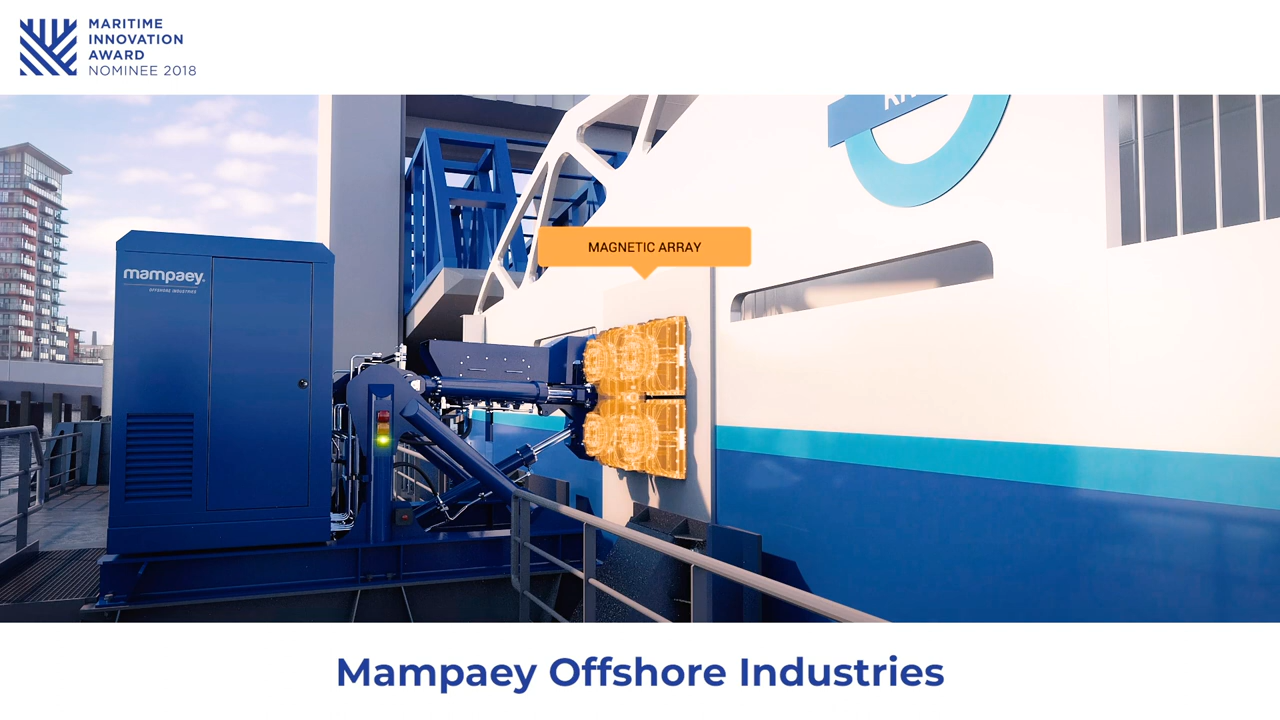 MARITIME
INNOVATION
AWARD
NOMINEE 2018
MAGNETIC ARRAY
mampaey.
OFFSHORE INDUSTRIES
Mampaey Offshore Industries